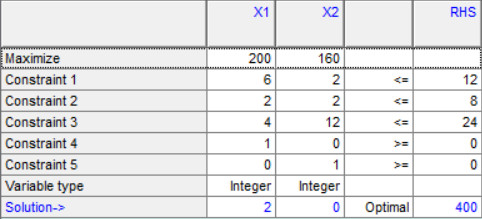 X1 X2 RHS
Maximize 200 160
Constraint 1 6 2 <= 12
Constraint 2 2 2 <= 8
Constraint 3 4 12 <= 24
Constraint 4 1 0 >= 0
Constraint 5 0 1 >= 0
Variable type Integer Integer
Solution-> 2 0 Optimal 400